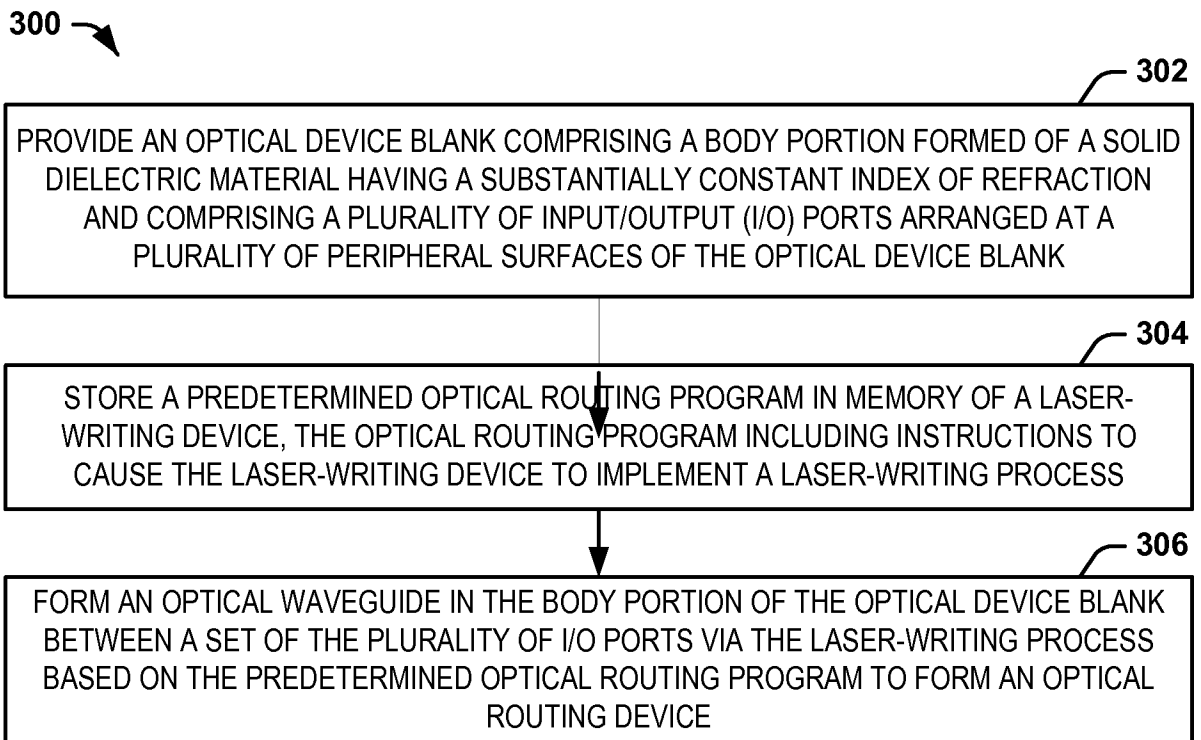 300
302
PROVIDE AN OPTICAL DEVICE BLANK COMPRISING A BODY PORTION FORMED OF A SOLID
DIELECTRIC MATERIAL HAVING A SUBSTANTIALLY CONSTANT INDEX OF REFRACTION
AND COMPRISING A PLURALITY OF INPUT/OUTPUT (I/O) PORTS ARRANGED AT A
PLURALITY OF PERIPHERAL SURFACES OF THE OPTICAL DEVICE BLANK
304
STORE A PREDETERMINED OPTICAL ROUTING PROGRAM IN MEMORY OF A LASER-
WRITING DEVICE, THE OPTICAL ROUTING PROGRAM INCLUDING INSTRUCTIONS TO
CAUSE THE LASER-WRITING DEVICE TO IMPLEMENT A LASER-WRITING PROCESS
306
FORM AN OPTICAL WAVEGUIDE IN THE BODY PORTION OF THE OPTICAL DEVICE BLANK
BETWEEN A SET OF THE PLURALITY OF I/O PORTS VIA THE LASER-WRITING PROCESS
BASED ON THE PREDETERMINED OPTICAL ROUTING PROGRAM TO FORM AN OPTICAL
ROUTING DEVICE